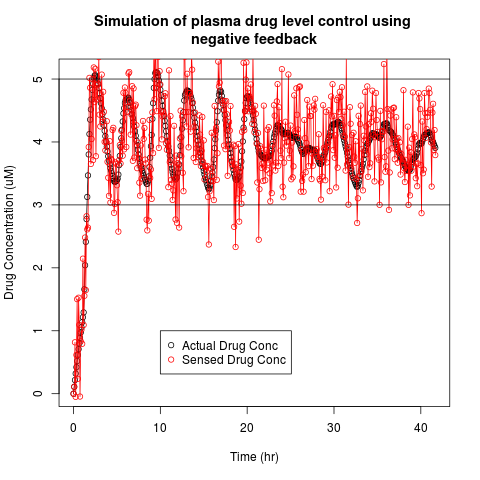 Simulation of plasma drug level control using
negative feedback
Drug Concentration (uM)
5
4
3
2
1
0
Actual Drug Conc
Sensed Drug Conc
0 10 20 30 40
Time (hr)